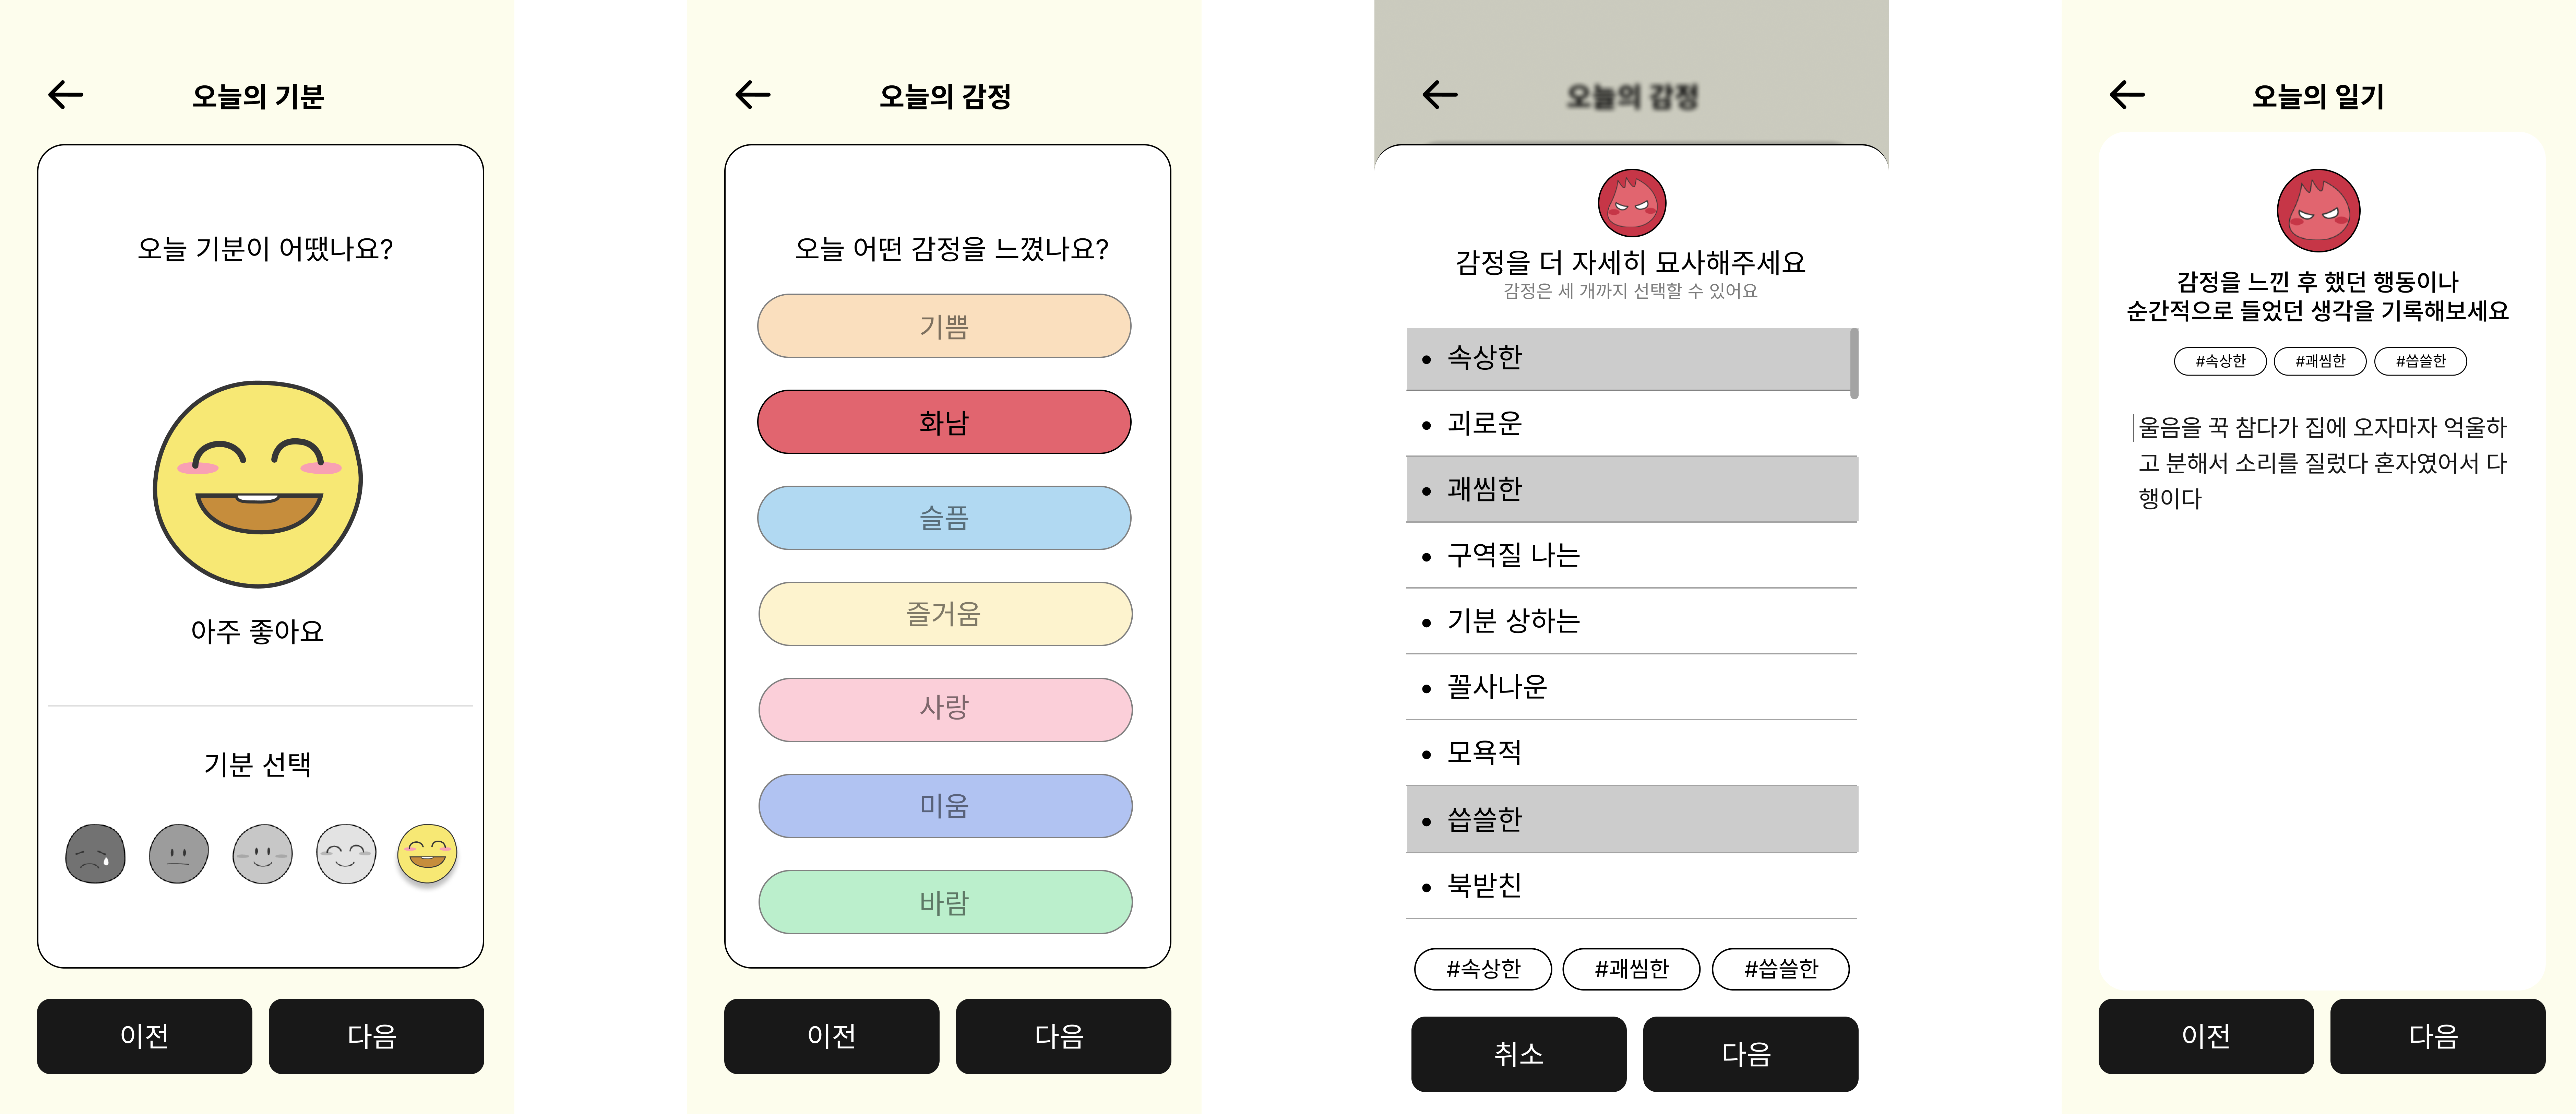 오늘의 기분
오늘 기분이 어땠나요?
아주 좋아요
기분 선택
이전
다음
오늘의 감정
오늘 어떤 감정을 느꼈나요?
기쁨
화남
슬픔
즐거움
사랑
미움
바람
이전
다음
오늘의 감정
감정을 더 자세히 묘사해주세요
감정은 세 개까지 선택할 수 있어요
• 속상한
• 괴로운
• 괘씸한
• 구역질 나는
• 기분 상하는
• 꼴사나운
• 모욕적
• 씁쓸한
• 북받친
#속상한 #괘씸한 #씁쓸한
취소
다음
오늘의 일기
감정을 느낀 후 했던 행동이나
순간적으로 들었던 생각을 기록해보세요
#속상한 #괘씸한 #씁쓸한
울음을 꾹 참다가 집에 오자마자 억울하
고 분해서 소리를 질렀다 혼자였어서 다
행이다
이전
다음